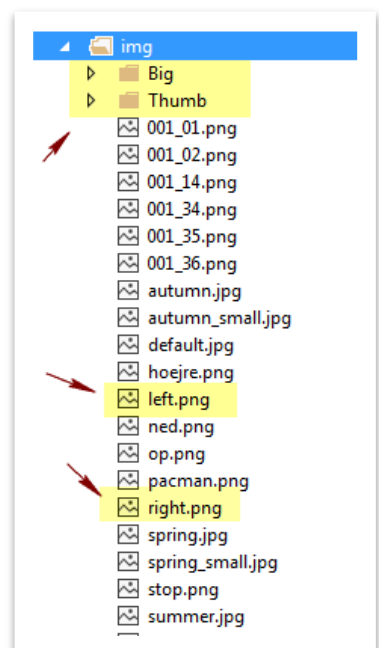 img
Big
Thumb
001_01.png
001_02.png
001_14.png
001_34.png
001_35.png
001_36.png
autumn.jpg
autumn_small.jpg
default.jpg
hoejre.png
left.png
ned.png
op.png
pacman.png
right.png
spring.jpg
spring_small.jpg
stop.png
summer.jpg